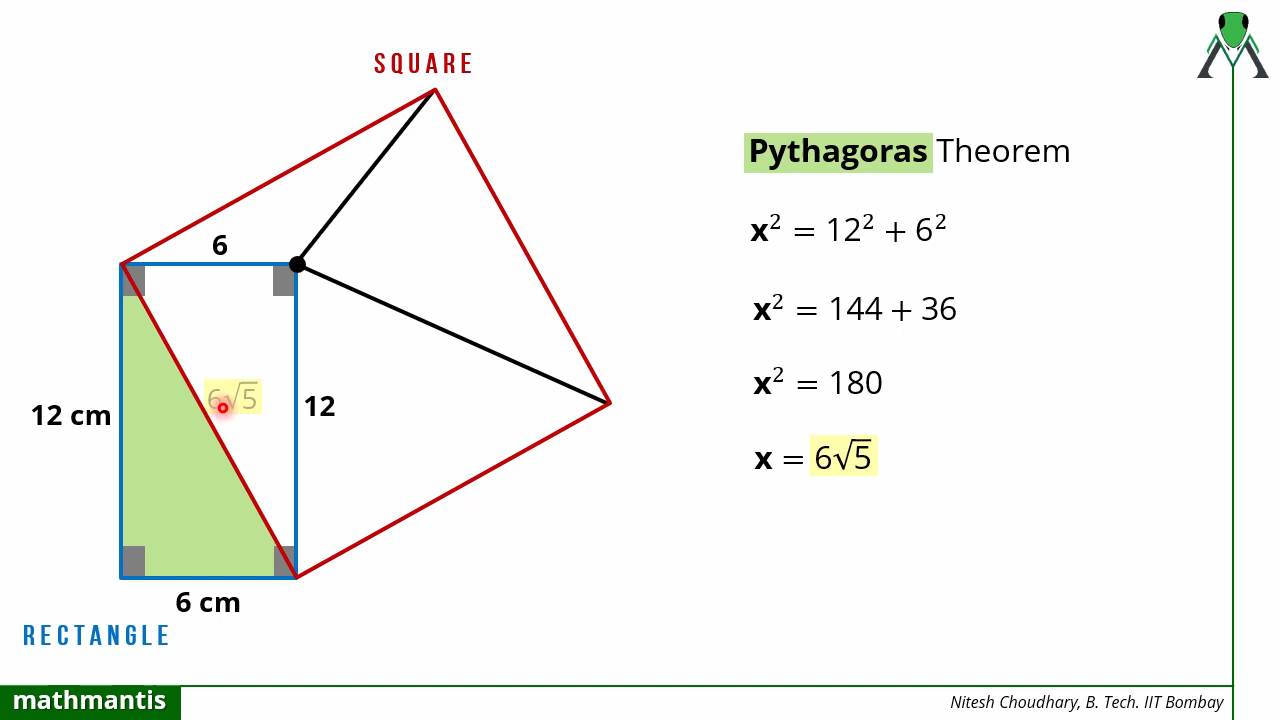 SQUARE
Pythagoras Theorem
x² = 12² + 6²
6
x² = 144 + 36
x² = 180
6√5
12
12 cm
x = 6√5
6 cm
RECTANGLE
mathmantis
Nitesh Choudhary, B. Tech. IIT Bombay